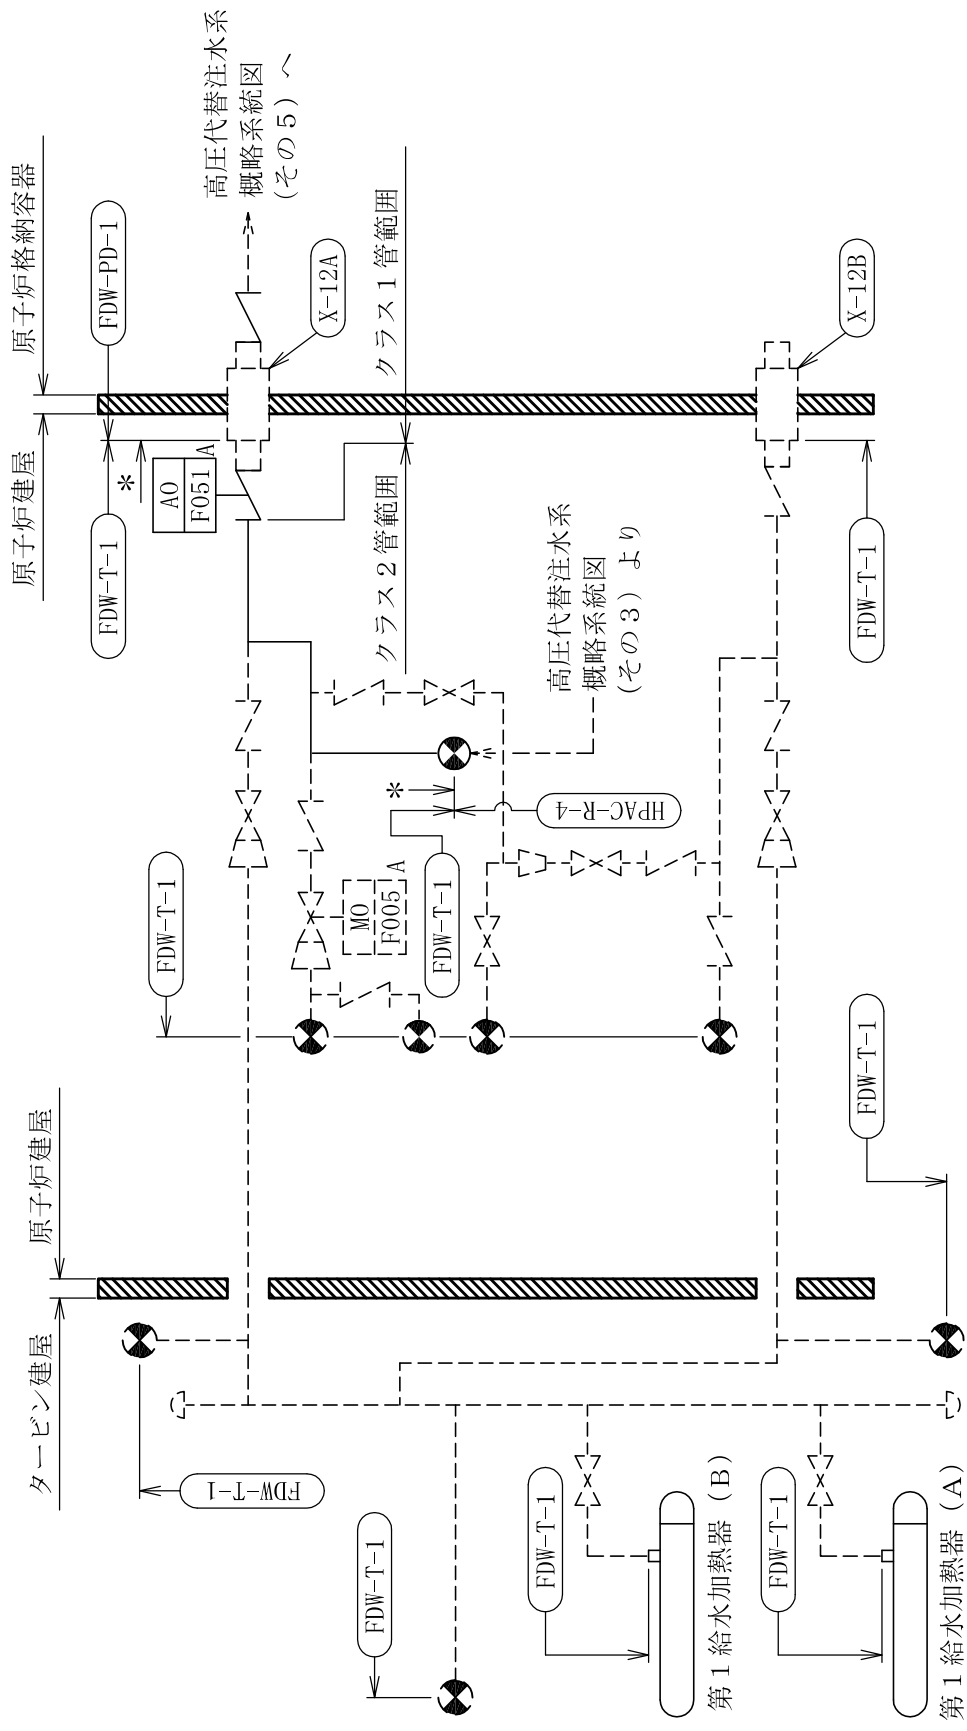 タービン建屋
原子炉建屋
原子炉建屋
原子炉格納容器
FDW-T-1
FDW-T-1
FDW-T-1
FDW-PD-1
*
AO
F051
A
高圧代替注水系
概略系統図
(その5) へ
X-12A
クラス2管範囲
クラス1管範囲
MO
F005
A
FDW-T-1
*
HPAC-R-4
高圧代替注水系
概略系統図
(その3) より
FDW-T-1
FDW-T-1
第1給水加熱器 (B)
FDW-T-1
第1給水加熱器 (A)
FDW-T-1
FDW-T-1
X-12B